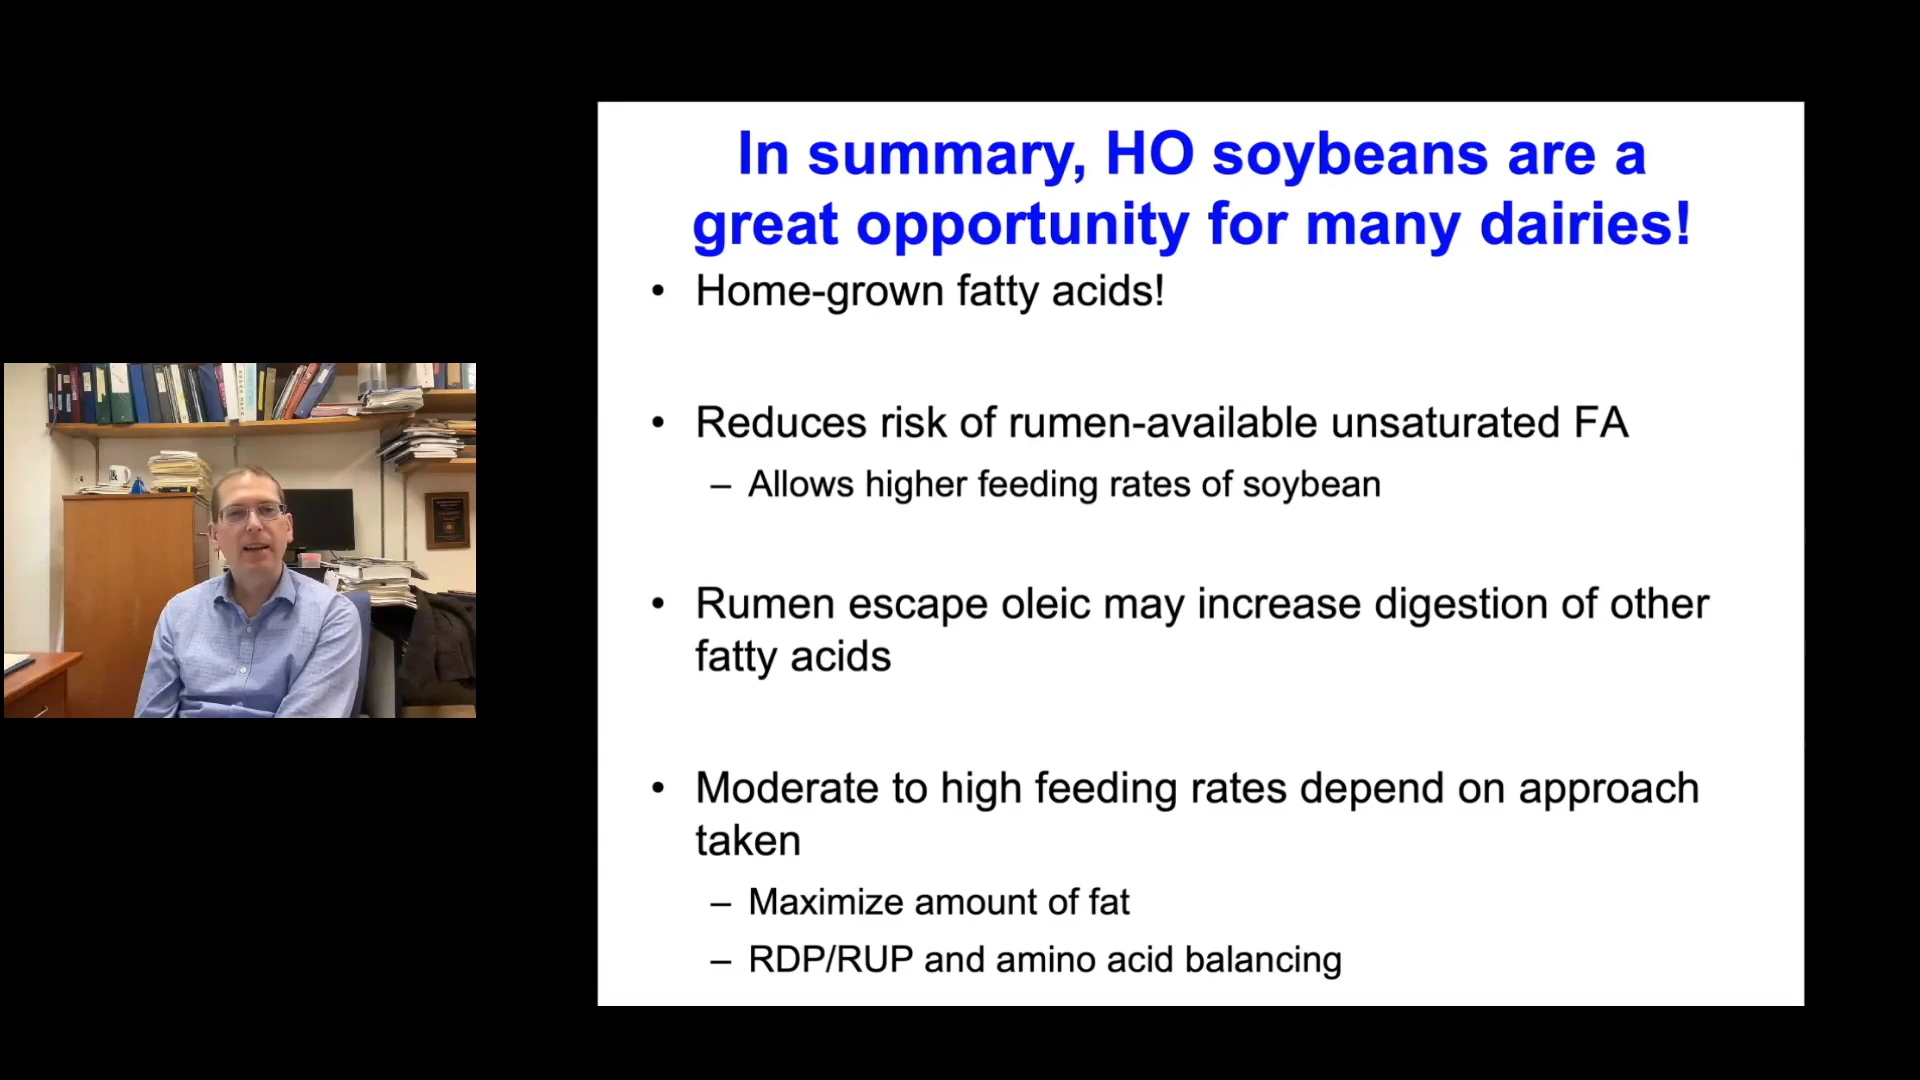 In summary, HO soybeans are a
great opportunity for many dairies!
• Home-grown fatty acids!
• Reduces risk of rumen-available unsaturated FA
– Allows higher feeding rates of soybean
• Rumen escape oleic may increase digestion of other
fatty acids
• Moderate to high feeding rates depend on approach
taken
– Maximize amount of fat
– RDP/RUP and amino acid balancing